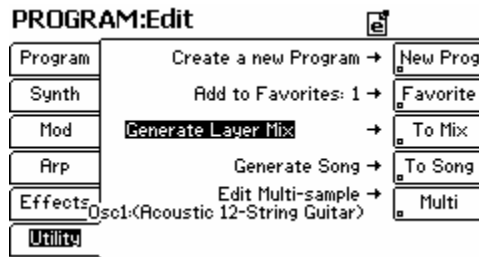 PROGRAM:Edit e
Program Create a new Program → New Prog
Synth Add to Favorites: 1 → Favorite
Mod Generate Layer Mix → To Mix
Arp Generate Song → To Song
Effects Edit Multi-sample → Multi
Osc1:(Acoustic 12-String Guitar)
Utility